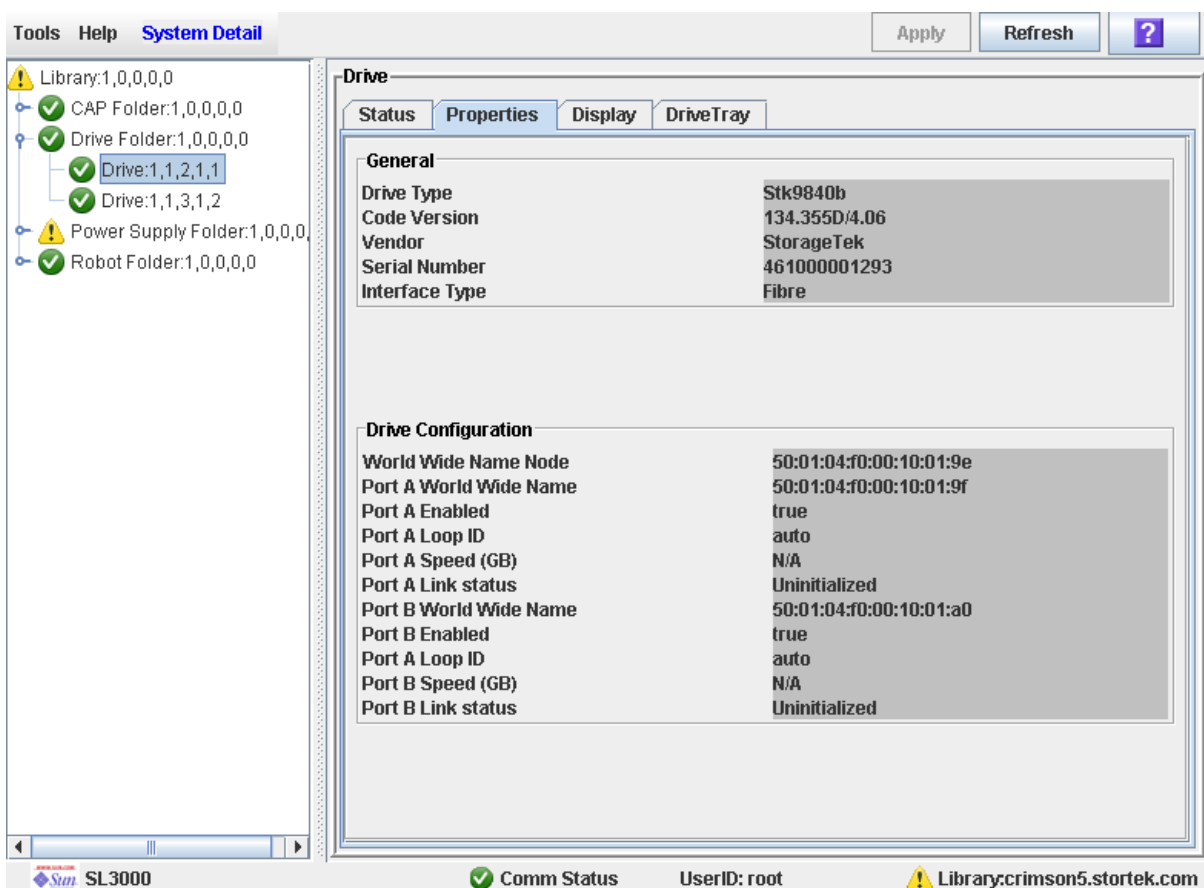 Tools Help System Detail Apply Refresh ?
Library:1,0,0,0,0
CAP Folder:1,0,0,0,0
Drive Folder:1,0,0,0,0
Drive:1,1,2,1,1
Drive:1,1,3,1,2
Power Supply Folder:1,0,0,0,
Robot Folder:1,0,0,0,0
Drive
Status Properties Display DriveTray
General
Drive Type Stk9840b
Code Version 134.355D/4.06
Vendor StorageTek
Serial Number 461000001293
Interface Type Fibre
Drive Configuration
World Wide Name Node 50:01:04:f0:00:10:01:9e
Port A World Wide Name 50:01:04:f0:00:10:01:9f
Port A Enabled true
Port A Loop ID auto
Port A Speed (GB) N/A
Port A Link status Uninitialized
Port B World Wide Name 50:01:04:f0:00:10:01:a0
Port B Enabled true
Port A Loop ID auto
Port B Speed (GB) N/A
Port B Link status Uninitialized
Sun SL3000 Comm Status UserID: root Library:crimson5.stortek.com